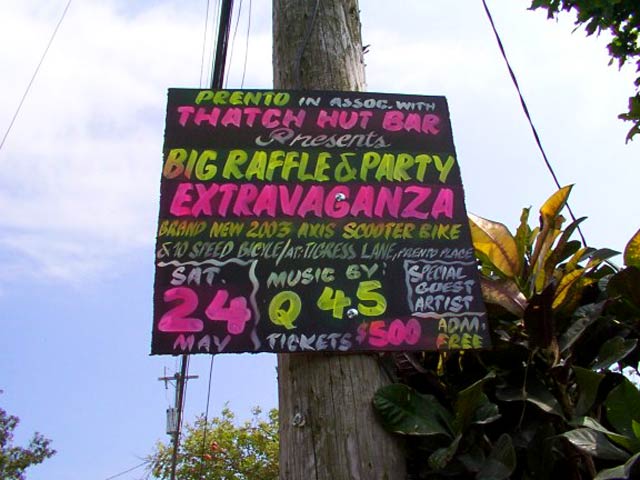 PRENTO IN ASSOC. WITH
THATCH HUT BAR
Presents
BIG RAFFLE & PARTY
EXTRAVAGANZA
BRAND NEW 2003 AXIS SCOOTER BIKE
& 10 SPEED BICYCLE/AT: TIGRESS LANE, PRENTO PLACE
SAT. 24 MAY
MUSIC BY: Q 45
SPECIAL GUEST ARTIST
TICKETS $500 ADM. FREE